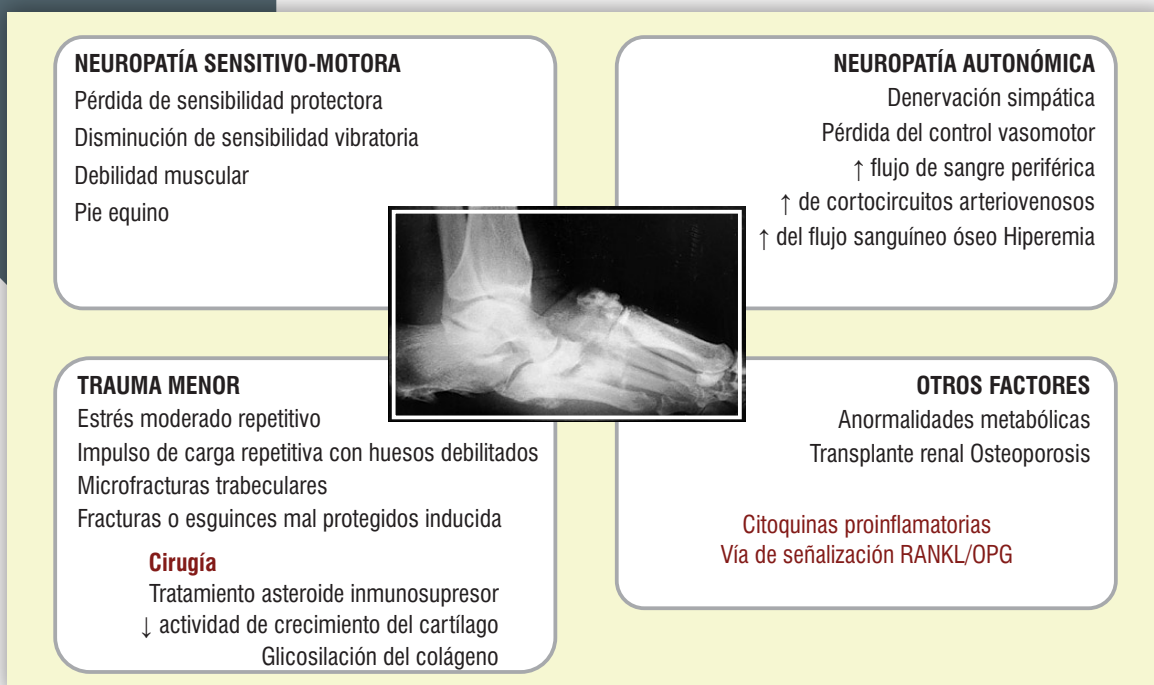 NEUROPATÍA SENSITIVO-MOTORA
Pérdida de sensibilidad protectora
Disminución de sensibilidad vibratoria
Debilidad muscular
Pie equino
NEUROPATÍA AUTONÓMICA
Denervación simpática
Pérdida del control vasomotor
↑ flujo de sangre periférica
↑ de cortocircuitos arteriovenosos
↑ del flujo sanguíneo óseo Hiperemia
TRAUMA MENOR
Estrés moderado repetitivo
Impulso de carga repetitiva con huesos debilitados
Microfracturas trabeculares
Fracturas o esguinces mal protegidos inducida
Cirugía
Tratamiento asteroide inmunosupresor
↓ actividad de crecimiento del cartílago
Glicosilación del colágeno
OTROS FACTORES
Anormalidades metabólicas
Transplante renal Osteoporosis
Citoquinas proinflamatorias
Vía de señalización RANKL/OPG